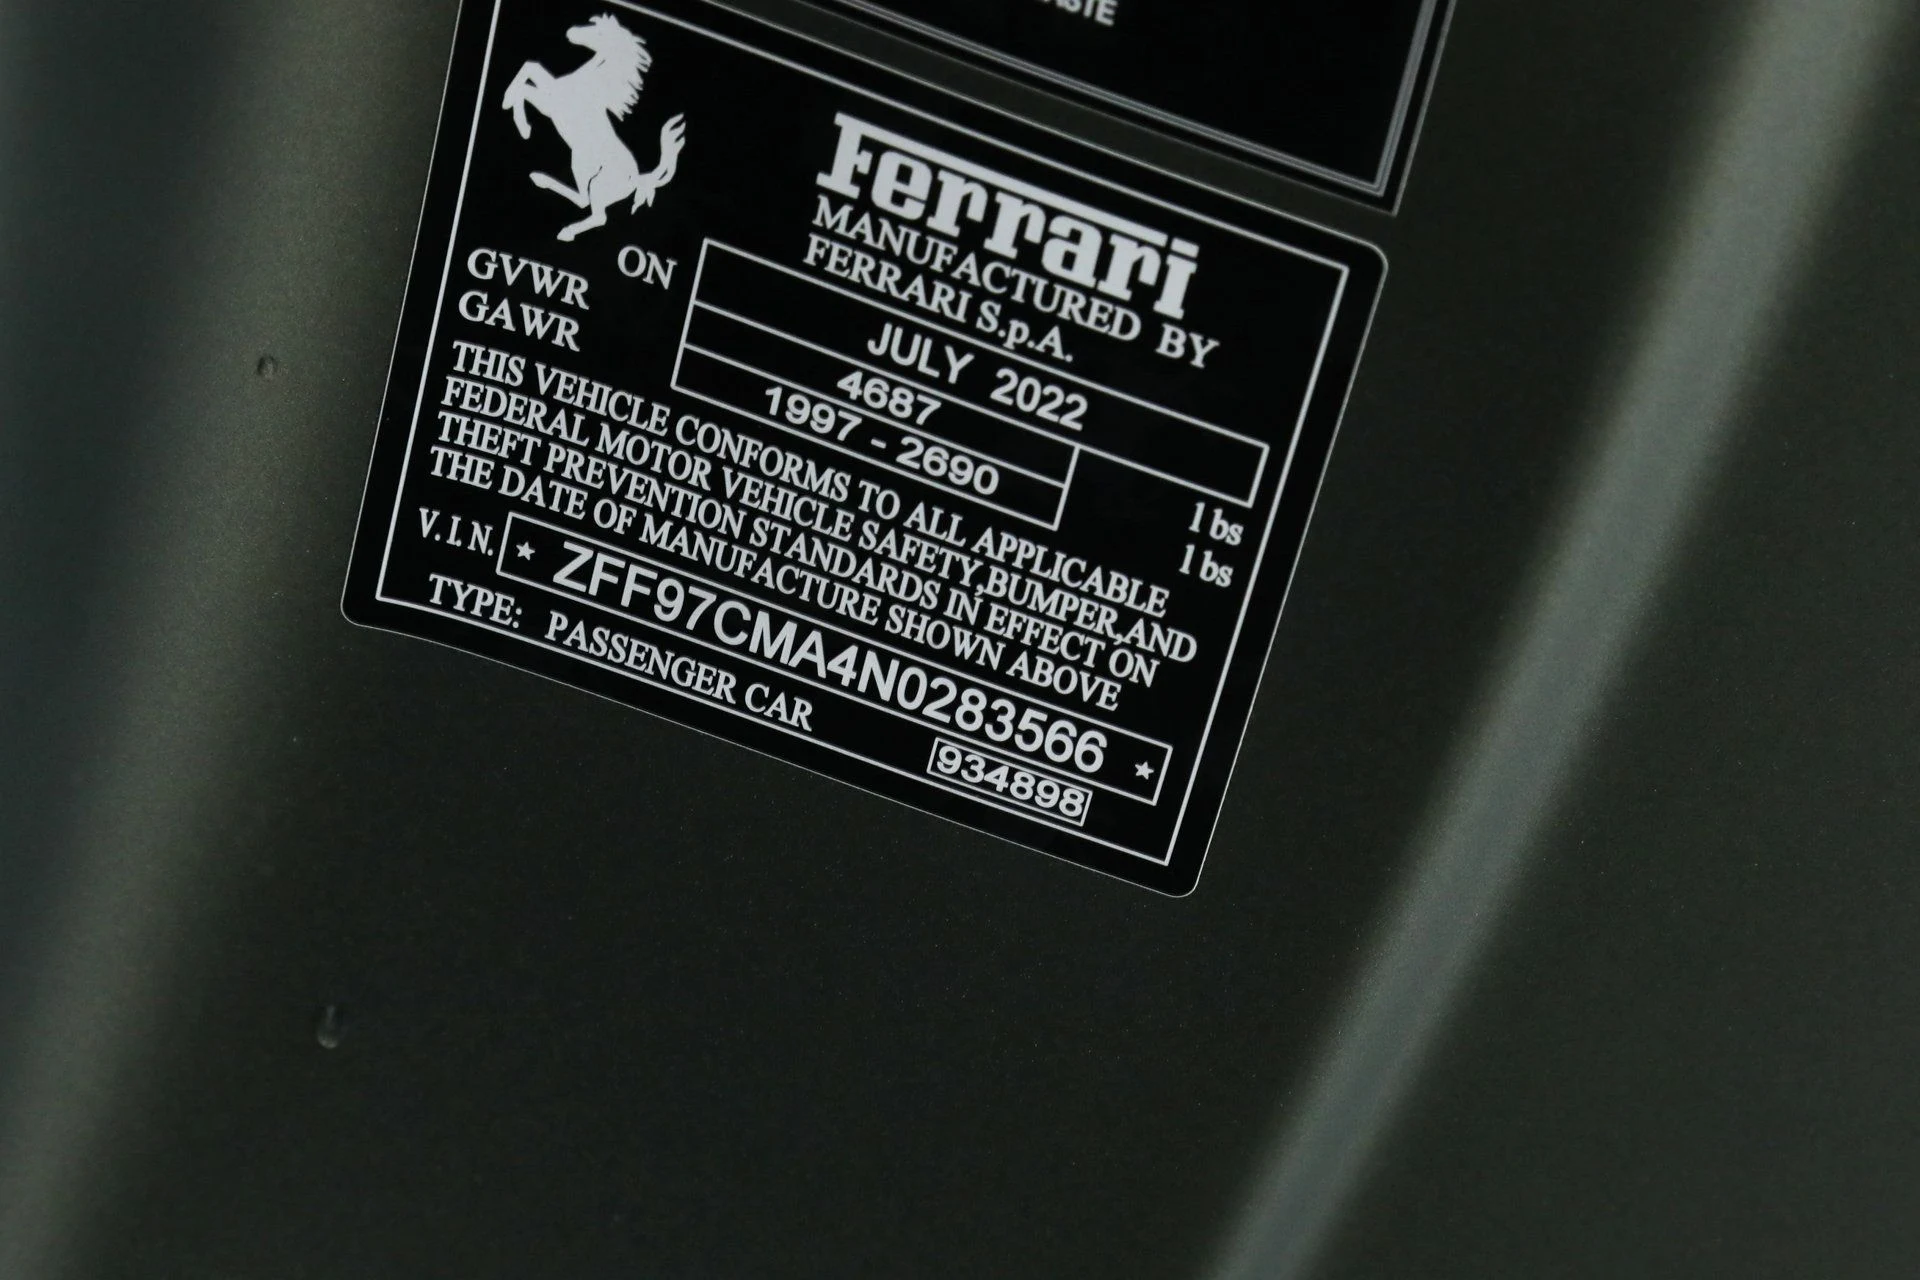 Ferrari
MANUFACTURED BY
FERRARI S.p.A.
ON JULY 2022
GVWR 4687 lbs
GAWR 1997 - 2690 lbs
THIS VEHICLE CONFORMS TO ALL APPLICABLE
FEDERAL MOTOR VEHICLE SAFETY,BUMPER,AND
THEFT PREVENTION STANDARDS IN EFFECT ON
THE DATE OF MANUFACTURE SHOWN ABOVE
V.I.N. ★ ZFF97CMA4N0283566 ★
TYPE: PASSENGER CAR
934898